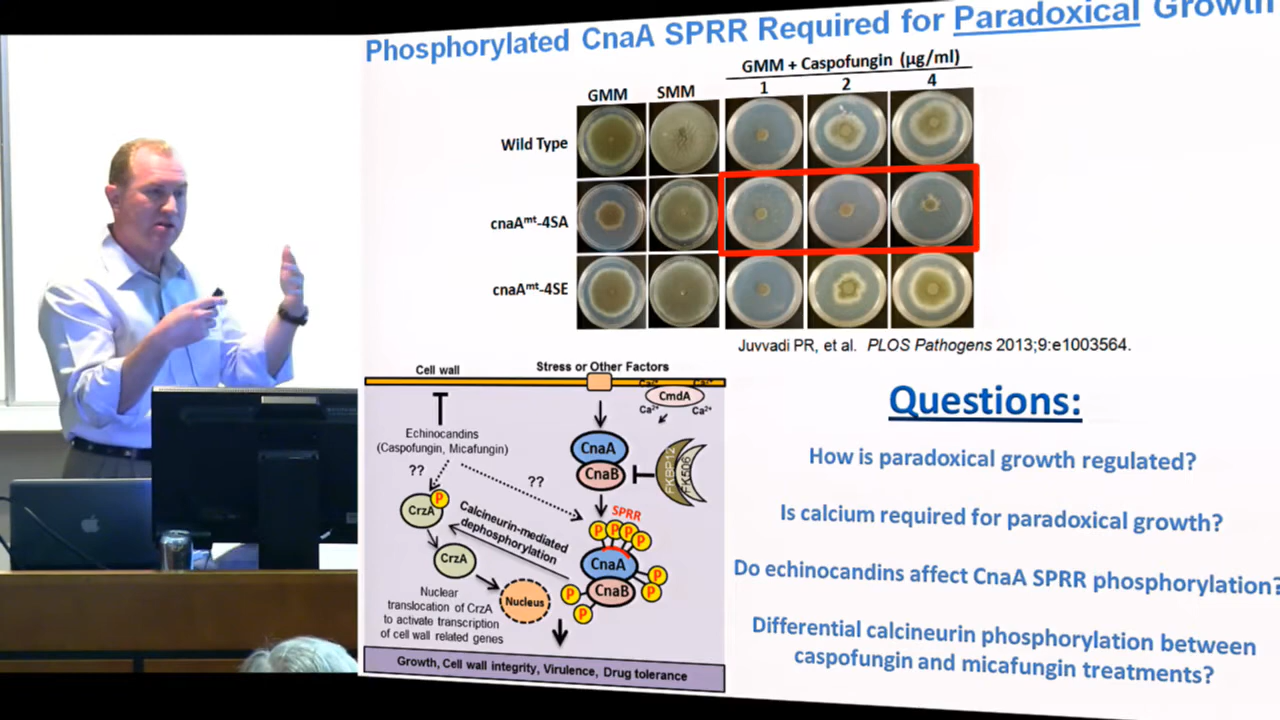 Phosphorylated CnaA SPRR Required for Paradoxical Growth
GMM + Caspofungin (µg/ml)
GMM SMM 1 2 4
Wild Type
cnaAᵐᵗ-4SA
cnaAᵐᵗ-4SE
Juvvadi PR, et al. PLOS Pathogens 2013;9:e1003564.
Cell wall
Stress or Other Factors
Ca²⁺ Ca²⁺
CmdA
Ca²⁺ Ca²⁺
Echinocandins
(Caspofungin, Micafungin)
CnaA
CnaB
FKBP12
FK506
??
??
P
CrzA
Calcineurin-mediated
dephosphorylation
SPRR
P P P P
CrzA
CnaA
CnaB
P
P
P
P
Nucleus
Nuclear
translocation of CrzA
to activate transcription
of cell wall related genes
Growth, Cell wall integrity, Virulence, Drug tolerance
Questions:
How is paradoxical growth regulated?
Is calcium required for paradoxical growth?
Do echinocandins affect CnaA SPRR phosphorylation?
Differential calcineurin phosphorylation between
caspofungin and micafungin treatments?